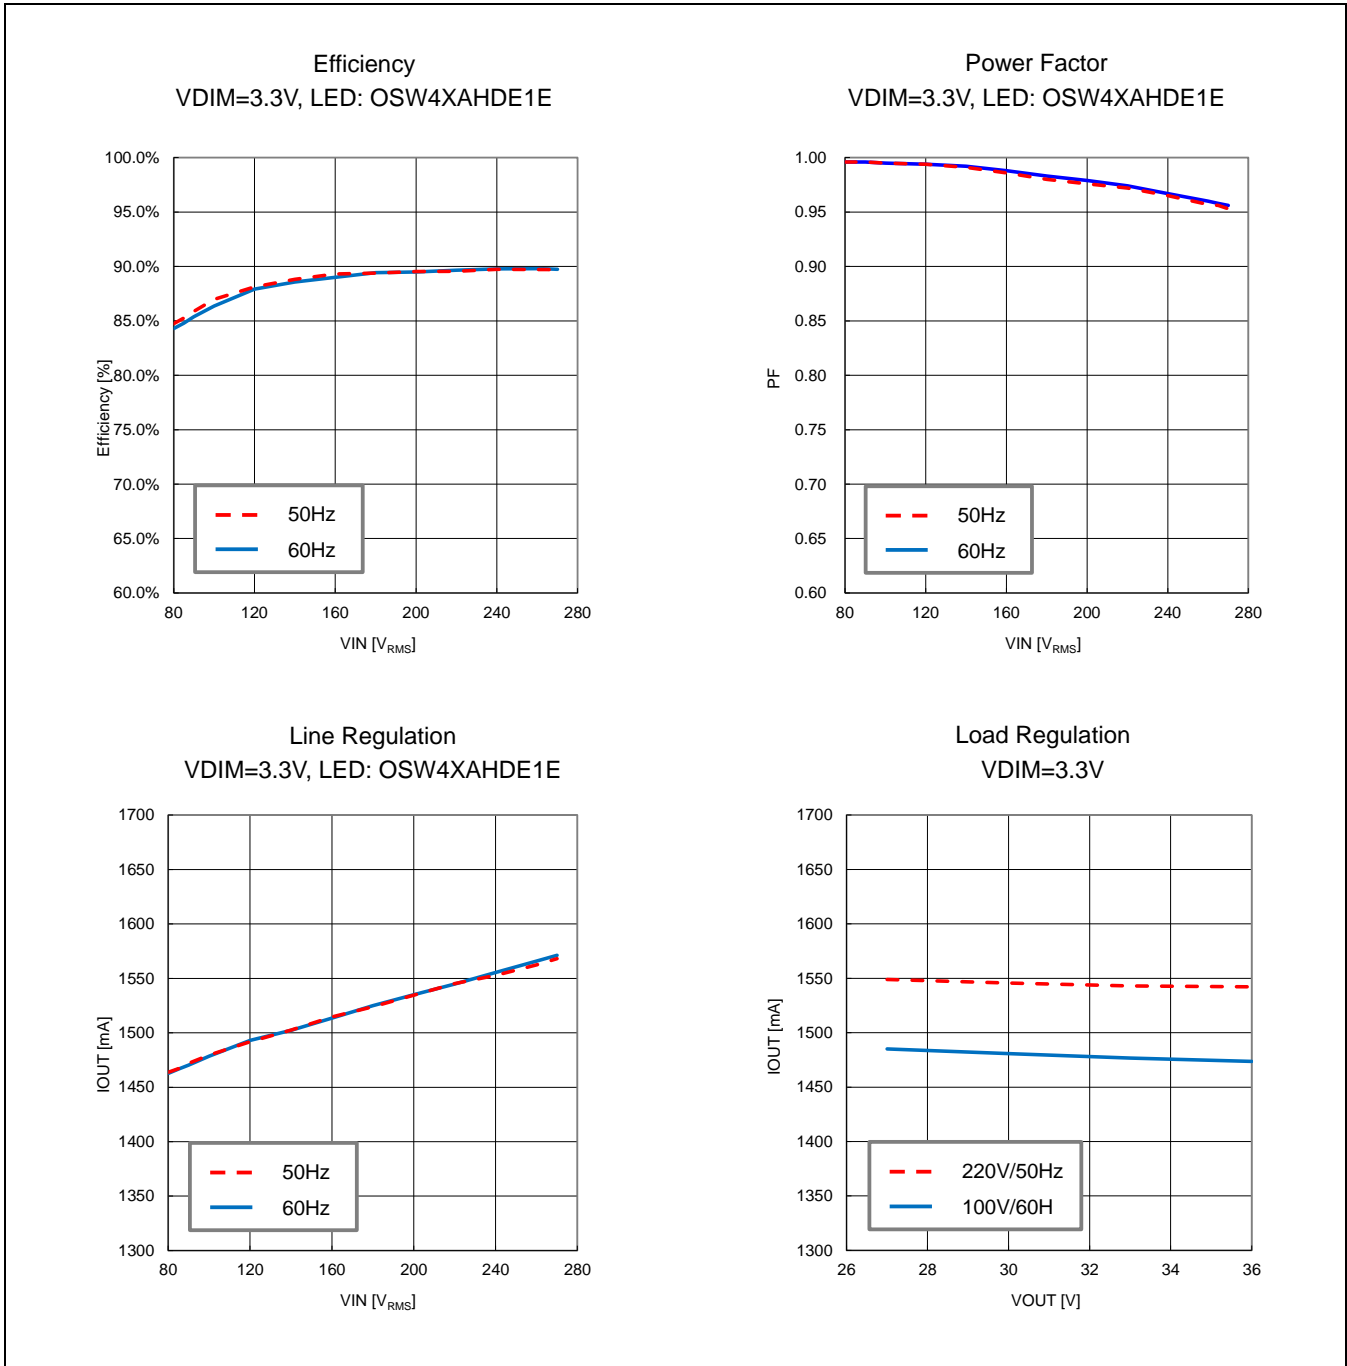 Efficiency
VDIM=3.3V, LED: OSW4XAHDE1E
100.0%
95.0%
90.0%
85.0%
80.0%
75.0%
70.0%
65.0%
60.0%
Efficiency [%]
50Hz
60Hz
80 120 160 200 240 280
VIN [VRMS]
Power Factor
VDIM=3.3V, LED: OSW4XAHDE1E
1.00
0.95
0.90
0.85
0.80
0.75
0.70
0.65
0.60
PF
50Hz
60Hz
80 120 160 200 240 280
VIN [VRMS]
Line Regulation
VDIM=3.3V, LED: OSW4XAHDE1E
1700
1650
1600
1550
1500
1450
1400
1350
1300
IOUT [mA]
50Hz
60Hz
80 120 160 200 240 280
VIN [VRMS]
Load Regulation
VDIM=3.3V
1700
1650
1600
1550
1500
1450
1400
1350
1300
IOUT [mA]
220V/50Hz
100V/60H
26 28 30 32 34 36
VOUT [V]